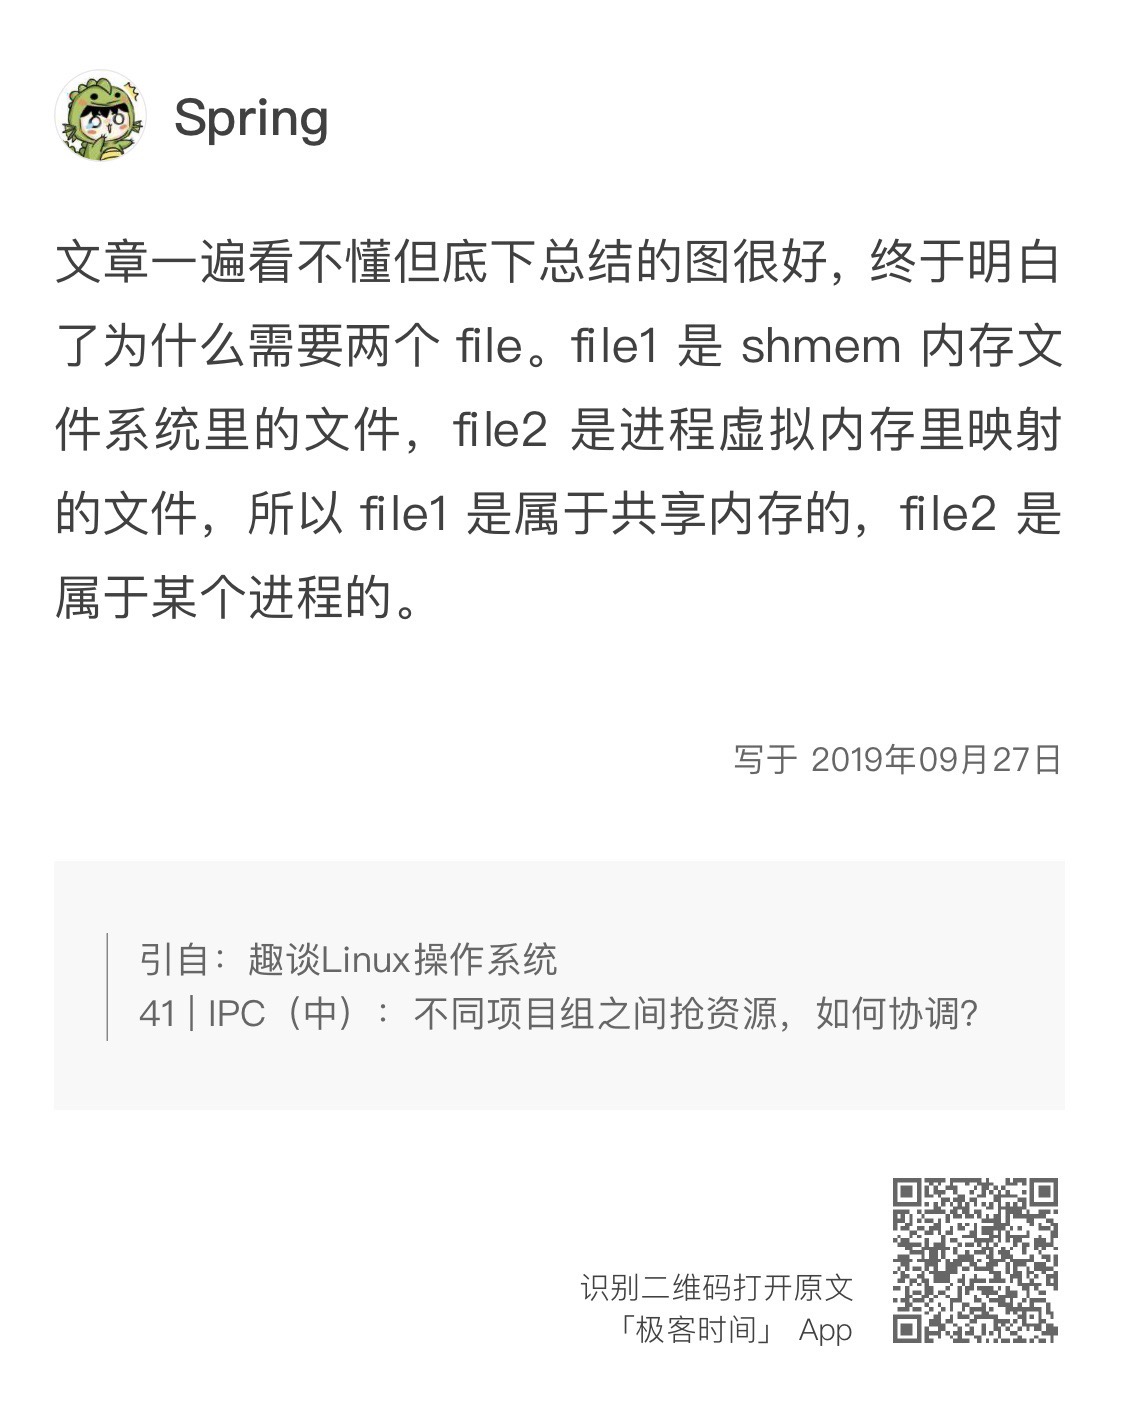 Spring
文章一遍看不懂但底下总结的图很好，终于明白
了为什么需要两个 file。file1 是 shmem 内存文
件系统里的文件，file2 是进程虚拟内存里映射
的文件，所以 file1 是属于共享内存的，file2 是
属于某个进程的。
写于 2019年09月27日
引自：趣谈Linux操作系统
41 | IPC（中）：不同项目组之间抢资源，如何协调？
识别二维码打开原文
「极客时间」 App